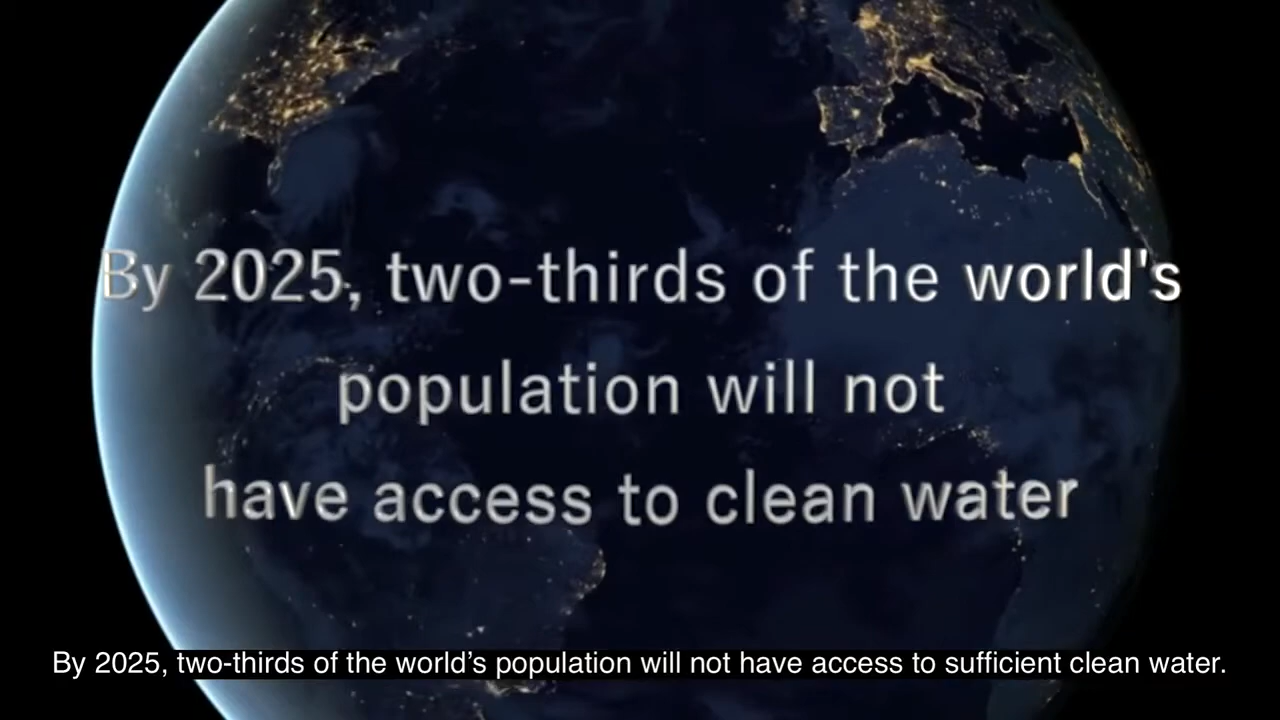 By 2025, two-thirds of the world's
population will not
have access to clean water
By 2025, two-thirds of the world’s population will not have access to sufficient clean water.